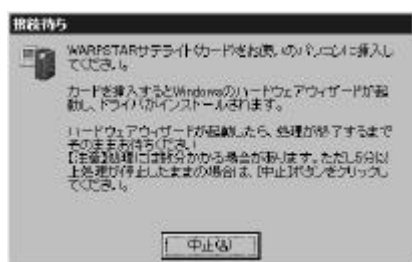 接続待ち
WARPSTARサテライト(カード)をお使いのパソコンに挿入し
てください。
カードを挿入するとWindowsのハードウェアウィザードが起
動し、ドライバがインストールされます。
ハードウェアウィザードが起動したら、処理が終了するまで
そのままお待ちください。
【注意】処理には数分かかる場合があります。ただし5分以
上処理が停止したままの場合は、[中止]ボタンをクリックし
てください。
中止(&)